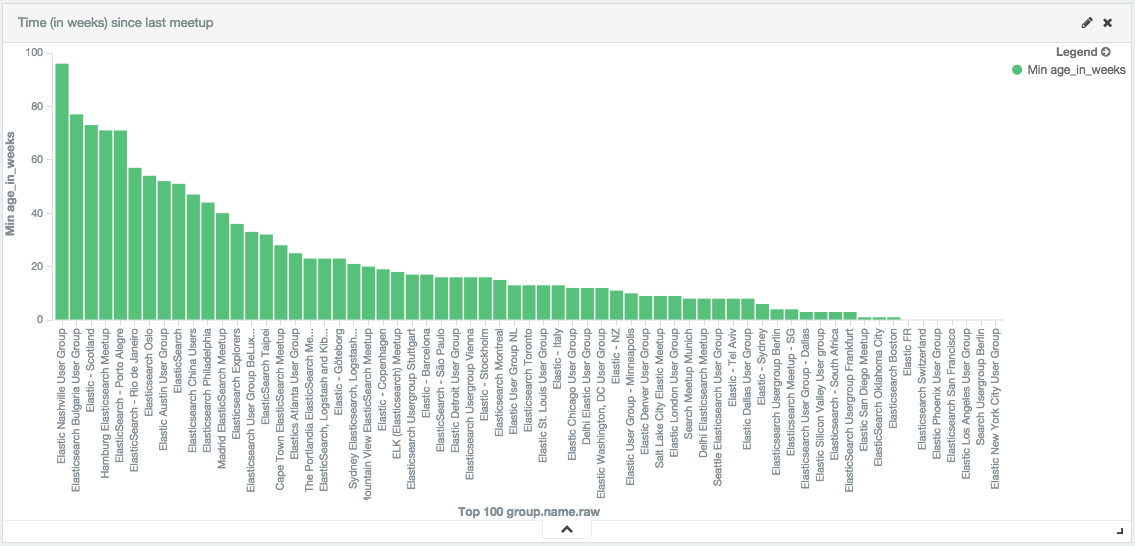 Time (in weeks) since last meetup
Legend
Min age_in_weeks
100
80
60
40
20
0
Min age_in_weeks
Elastic Nashville User Group
Elasticsearch Bulgaria User Group
Elastic - Scotland
Hamburg Elasticsearch Meetup
ElasticSearch - Porto Alegre
ElasticSearch - Rio de Janeiro
Elasticsearch Oslo
Elastic Austin User Group
ElasticSearch
Elasticsearch China Users
Elasticsearch Philadelphia
Madrid ElasticSearch Meetup
Elasticsearch Explorers
Elasticsearch User Group BeLux...
ElasticSearch Taipei
Cape Town ElasticSearch Meetup
Elastics Atlanta User Group
The Portlandia ElasticSearch Me...
ElasticSearch, Logstash and Kib...
Elastic - Göteborg
Sydney Elasticsearch, Logstash...
Mountain View ElasticSearch Meetup
Elastic - Copenhagen
ELK (Elasticsearch) Meetup
Elasticsearch Usergroup Stuttgart
Elastic - Barcelona
ElasticSearch - São Paulo
Elastic Detroit User Group
Elasticsearch Usergroup Vienna
Elastic - Stockholm
Elasticsearch Montreal
Elastic User Group NL
Elasticsearch Toronto
Elastic St. Louis User Group
Elastic - Italy
Elastic Chicago User Group
Delhi Elastic User Group
Elastic Washington, DC User Group
Elastic - NZ
Elastic User Group - Minneapolis
Elastic Denver User Group
Salt Lake City Elastic Meetup
Elastic London User Group
Search Meetup Munich
Delhi Elasticsearch Meetup
Seattle Elasticsearch User Group
Elastic - Tel Aviv
Elastic Dallas User Group
Elastic - Sydney
Elasticsearch Usergroup Berlin
Elasticsearch Meetup - SG
Elasticsearch User Group - Dallas
Elastic Silicon Valley User group
Elasticsearch - South Africa
ElasticSearch Usergroup Frankfurt
Elastic San Diego Meetup
ElasticSearch Oklahoma City
Elasticsearch Boston
Elastic FR
Elasticsearch Switzerland
Elastic Phoenix User Group
Elasticsearch San Francisco
Elastic Los Angeles User Group
Search Usergroup Berlin
Elastic New York City User Group
Top 100 group.name.raw